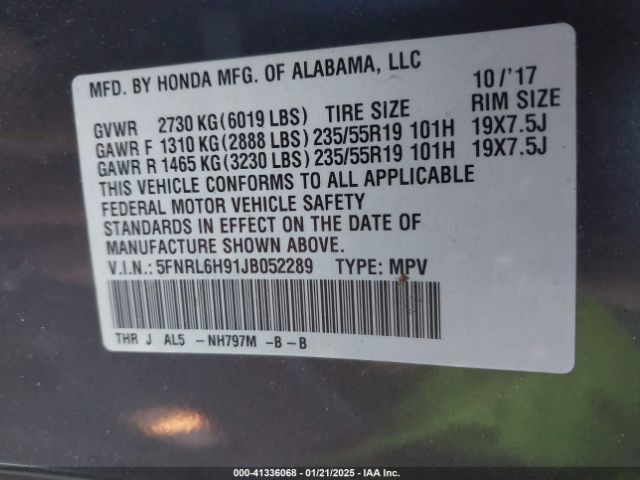 MFD. BY HONDA MFG. OF ALABAMA, LLC 10/'17
GVWR 2730 KG(6019 LBS) TIRE SIZE RIM SIZE
GAWR F 1310 KG(2888 LBS)235/55R19 101H 19X7.5J
GAWR R 1465 KG(3230 LBS)235/55R19 101H 19X7.5J
THIS VEHICLE CONFORMS TO ALL APPLICABLE
FEDERAL MOTOR VEHICLE SAFETY
STANDARDS IN EFFECT ON THE DATE OF
MANUFACTURE SHOWN ABOVE.
V.I.N.: 5FNRL6H91JB052289 TYPE: MPV
THR J AL5 -NH797M -B-B
000-41336068 - 01/21/2025 - IAA Inc.